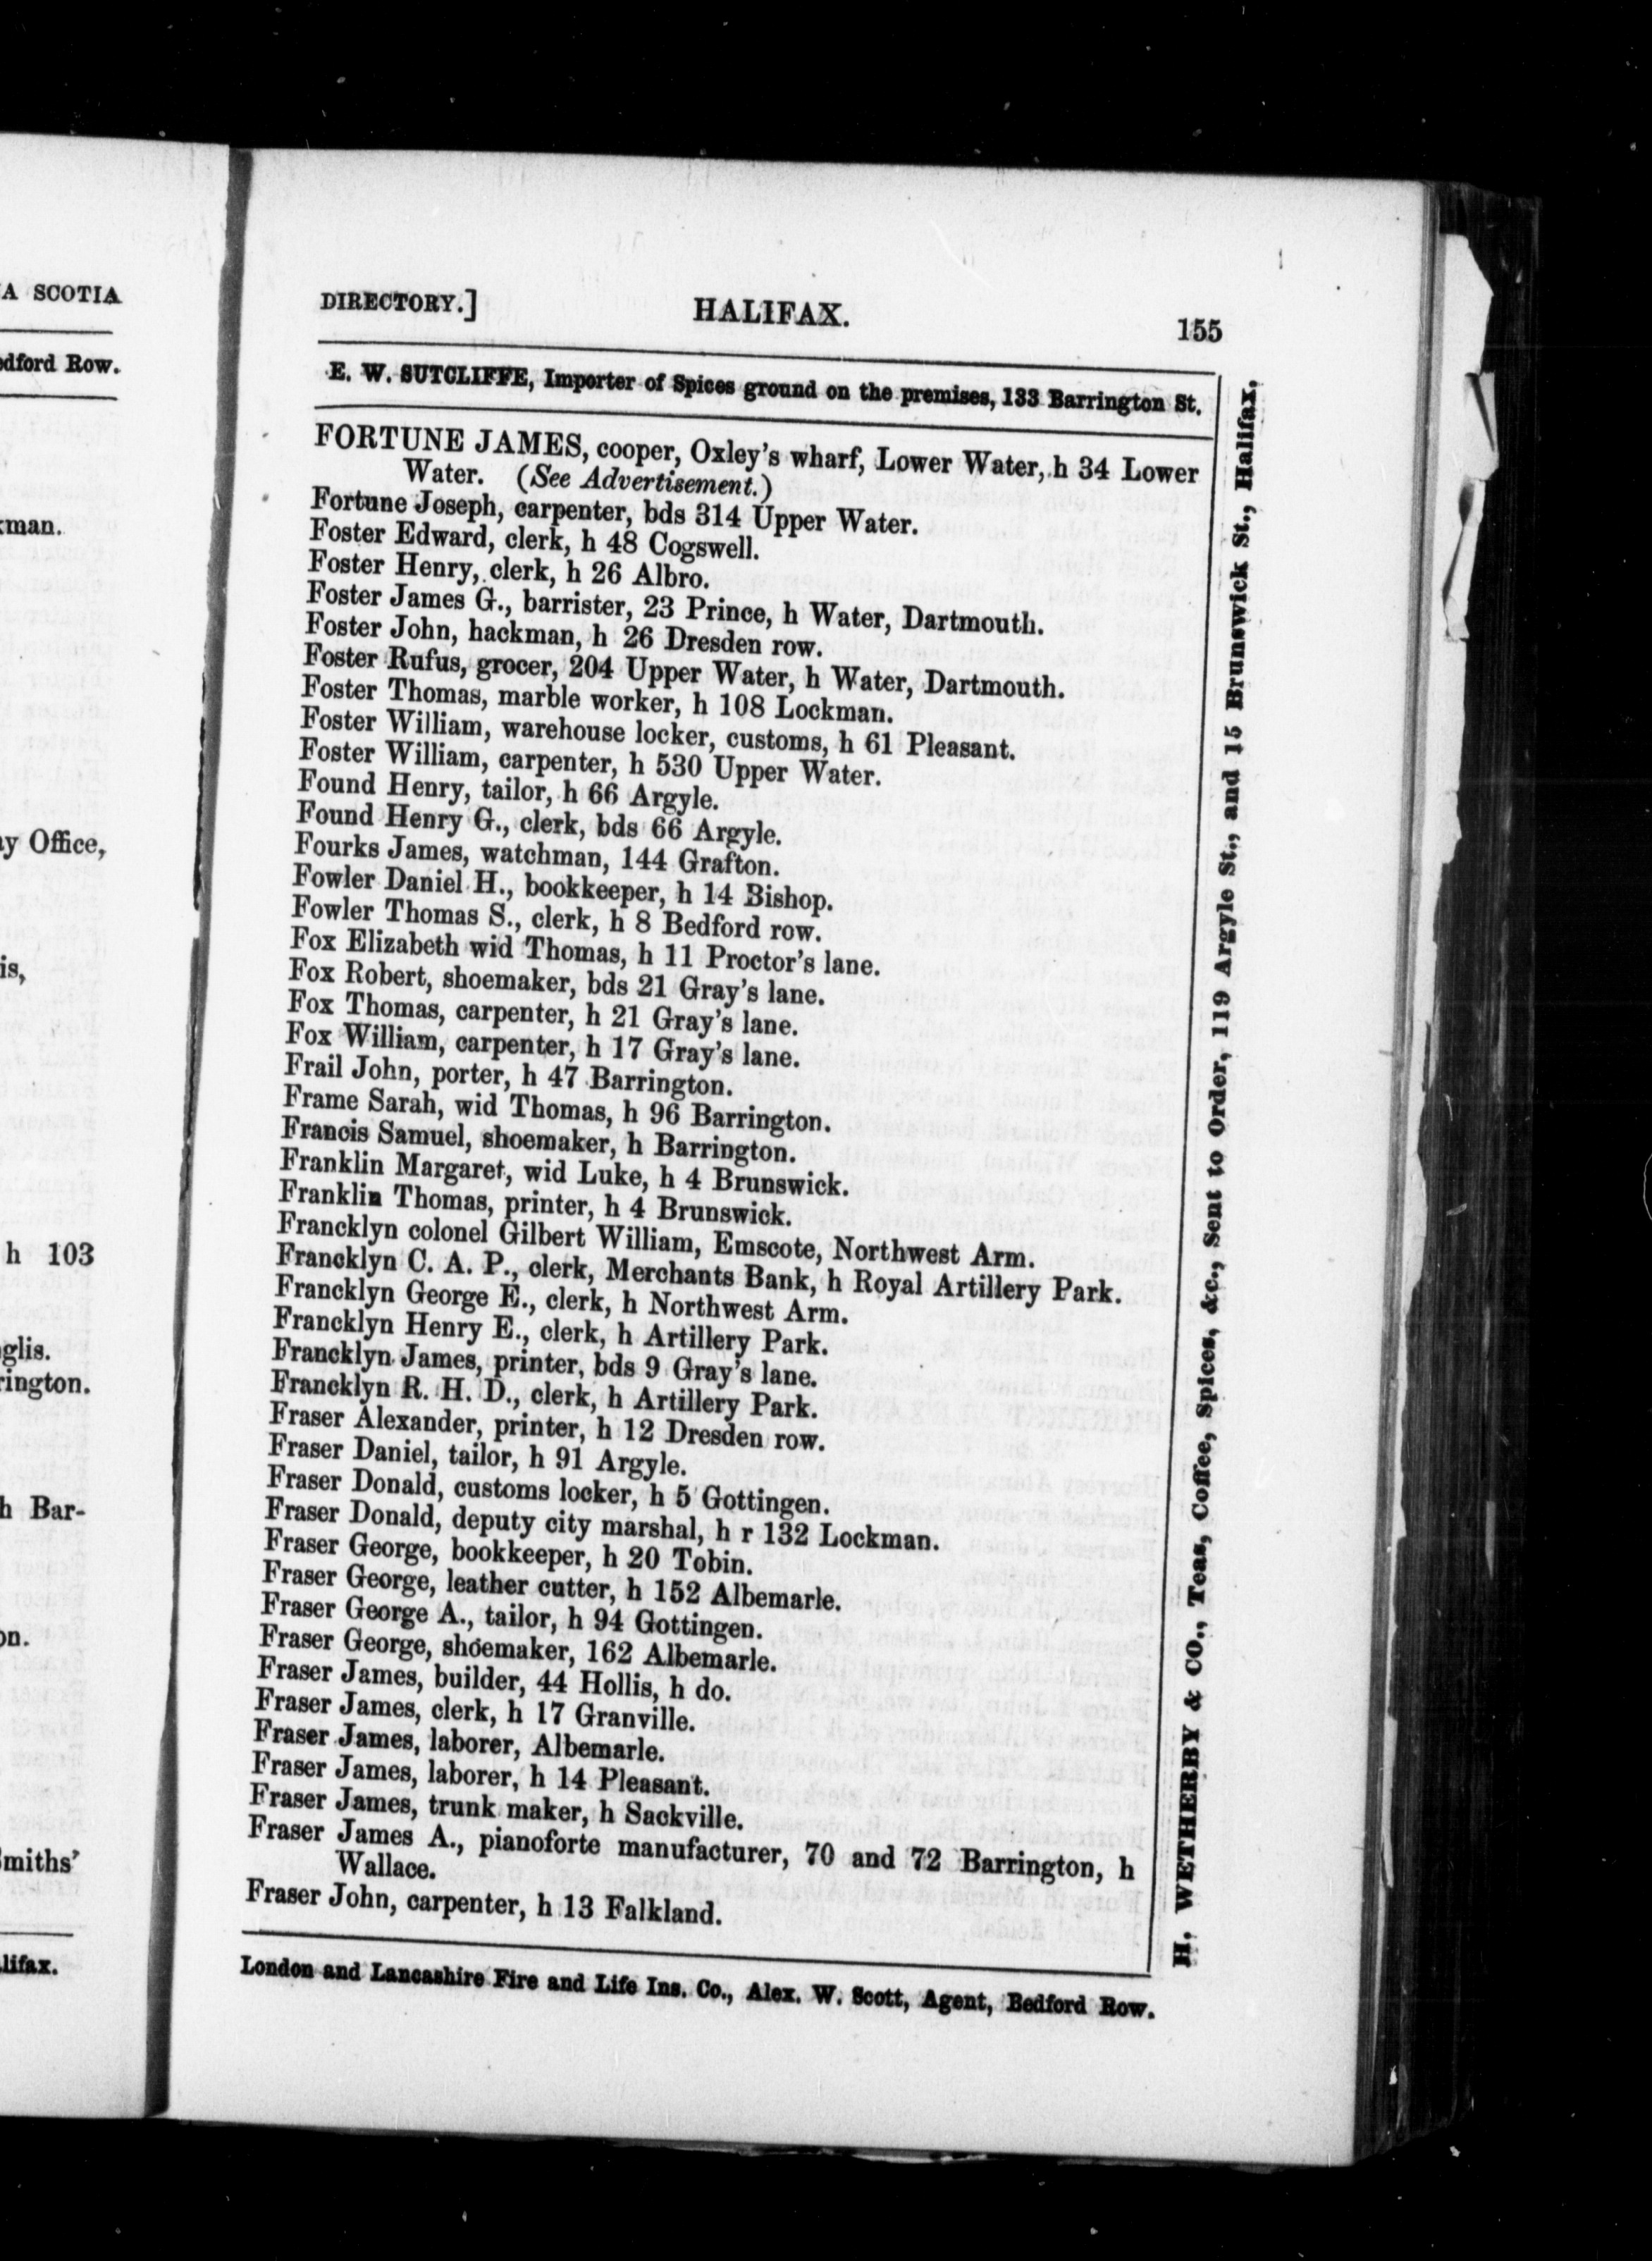 A SCOTIA
edford Row.
kman.
ay Office,
is,
h 103
glis.
rington.
h Bar-
on.
miths'
lifax.
DIRECTORY.] HALIFAX. 155
E. W. SUTCLIFFE, Importer of Spices ground on the premises, 133 Barrington St.
FORTUNE JAMES, cooper, Oxley's wharf, Lower Water, h 34 Lower
Water. (See Advertisement.)
Fortune Joseph, carpenter, bds 314 Upper Water.
Foster Edward, clerk, h 48 Cogswell.
Foster Henry, clerk, h 26 Albro.
Foster James G., barrister, 23 Prince, h Water, Dartmouth.
Foster John, hackman, h 26 Dresden row.
Foster Rufus, grocer, 204 Upper Water, h Water, Dartmouth.
Foster Thomas, marble worker, h 108 Lockman.
Foster William, warehouse locker, customs, h 61 Pleasant.
Foster William, carpenter, h 530 Upper Water.
Found Henry, tailor, h 66 Argyle.
Found Henry G., clerk, bds 66 Argyle.
Fourks James, watchman, 144 Grafton.
Fowler Daniel H., bookkeeper, h 14 Bishop.
Fowler Thomas S., clerk, h 8 Bedford row.
Fox Elizabeth wid Thomas, h 11 Proctor's lane.
Fox Robert, shoemaker, bds 21 Gray's lane.
Fox Thomas, carpenter, h 21 Gray's lane.
Fox William, carpenter, h 17 Gray's lane.
Frail John, porter, h 47 Barrington.
Frame Sarah, wid Thomas, h 96 Barrington.
Francis Samuel, shoemaker, h Barrington.
Franklin Margaret, wid Luke, h 4 Brunswick.
Franklin Thomas, printer, h 4 Brunswick.
Francklyn colonel Gilbert William, Emscote, Northwest Arm.
Francklyn C. A. P., clerk, Merchants Bank, h Royal Artillery Park.
Francklyn George E., clerk, h Northwest Arm.
Francklyn Henry E., clerk, h Artillery Park.
Francklyn James, printer, bds 9 Gray's lane.
Francklyn R. H. D., clerk, h Artillery Park.
Fraser Alexander, printer, h 12 Dresden row.
Fraser Daniel, tailor, h 91 Argyle.
Fraser Donald, customs locker, h 5 Gottingen.
Fraser Donald, deputy city marshal, h r 132 Lockman.
Fraser George, bookkeeper, h 20 Tobin.
Fraser George, leather cutter, h 152 Albemarle.
Fraser George A., tailor, h 94 Gottingen.
Fraser George, shoemaker, 162 Albemarle.
Fraser James, builder, 44 Hollis, h do.
Fraser James, clerk, h 17 Granville.
Fraser James, laborer, Albemarle.
Fraser James, laborer, h 14 Pleasant.
Fraser James, trunk maker, h Sackville.
Fraser James A., pianoforte manufacturer, 70 and 72 Barrington, h
Wallace.
Fraser John, carpenter, h 13 Falkland.
London and Lancashire Fire and Life Ins. Co., Alex. W. Scott, Agent, Bedford Row.
H. WETHERBY & CO., Teas, Coffee, Spices, &c., Sent to Order, 119 Argyle St., and 15 Brunswick St., Halifax.